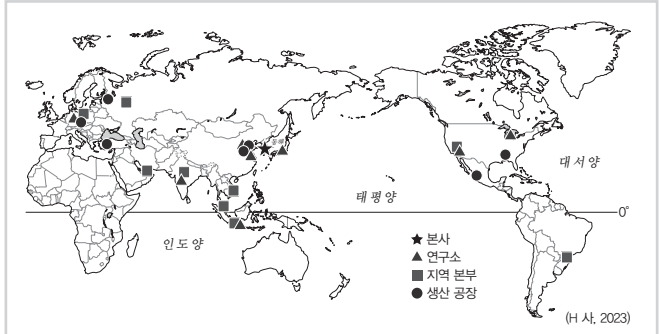 대서양
태평양
0°
인도양
★ 본사
▲ 연구소
■ 지역 본부
● 생산 공장
(H 사, 2023)